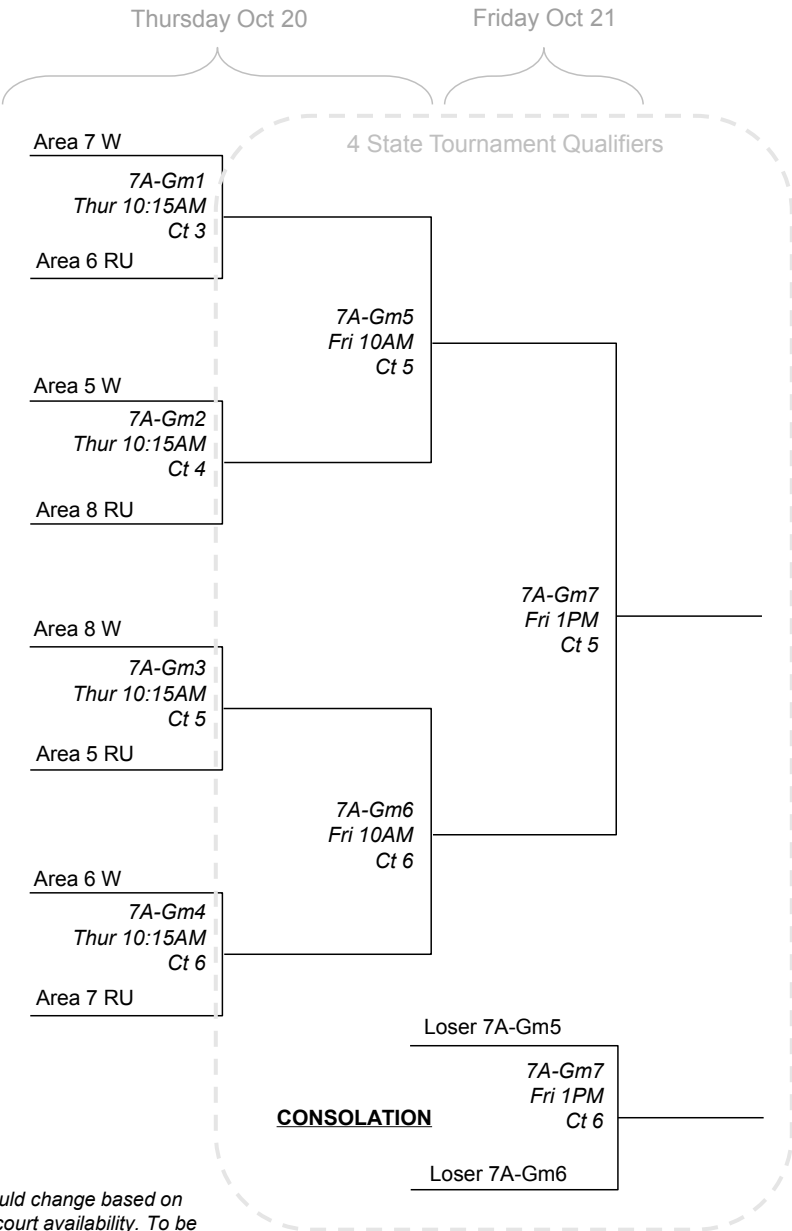 Thursday Oct 20
Friday Oct 21
4 State Tournament Qualifiers
Area 7 W
7A-Gm1
Thur 10:15AM
Ct 3
Area 6 RU
7A-Gm5
Fri 10AM
Ct 5
Area 5 W
7A-Gm2
Thur 10:15AM
Ct 4
Area 8 RU
7A-Gm7
Fri 1PM
Ct 5
Area 8 W
7A-Gm3
Thur 10:15AM
Ct 5
Area 5 RU
7A-Gm6
Fri 10AM
Ct 6
Area 6 W
7A-Gm4
Thur 10:15AM
Ct 6
Area 7 RU
Loser 7A-Gm5
7A-Gm7
Fri 1PM
Ct 6
CONSOLATION
Loser 7A-Gm6
uld change based on
court availability. To be